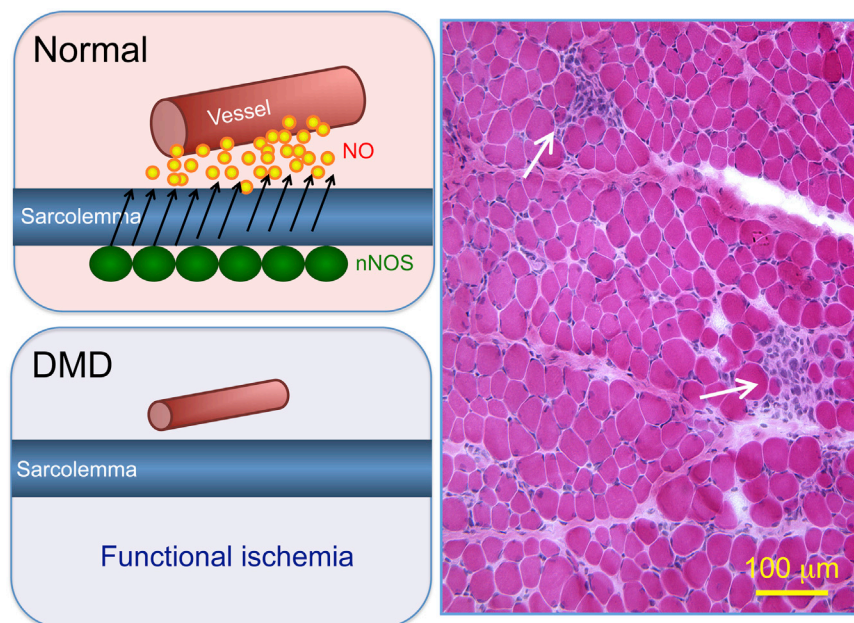 Normal
Vessel
NO
Sarcolemma
nNOS
DMD
Sarcolemma
Functional ischemia
100 μm